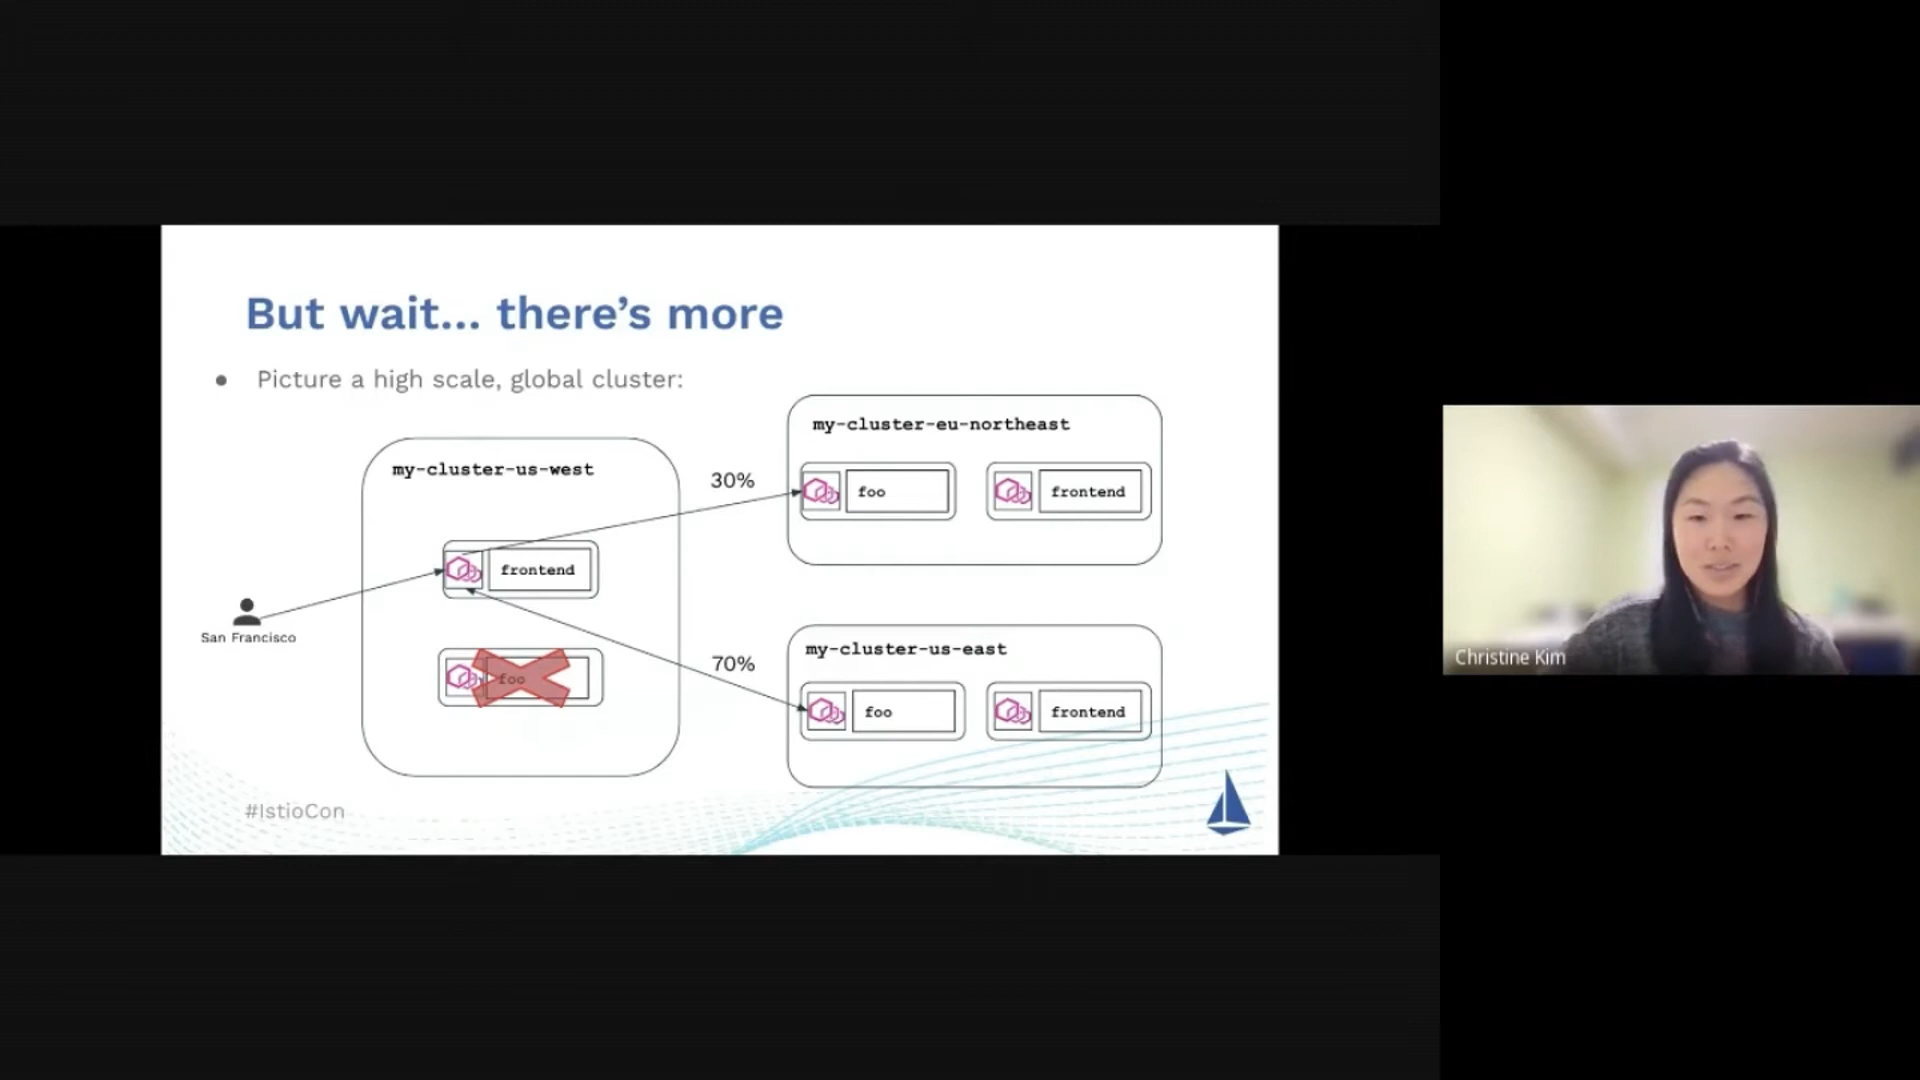 But wait... there's more
● Picture a high scale, global cluster:
my-cluster-eu-northeast
my-cluster-us-west
30%
foo
frontend
frontend
San Francisco
my-cluster-us-east
70%
foo
foo
frontend
#IstioCon
Christine Kim